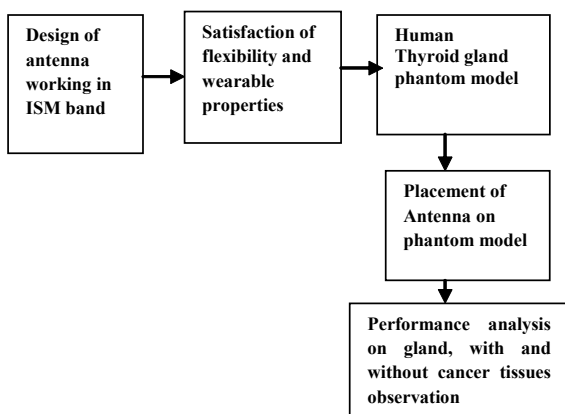 Design of
antenna
working in
ISM band
Satisfaction of
flexibility and
wearable
properties
Human
Thyroid gland
phantom model
Placement of
Antenna on
phantom model
Performance analysis
on gland, with and
without cancer tissues
observation